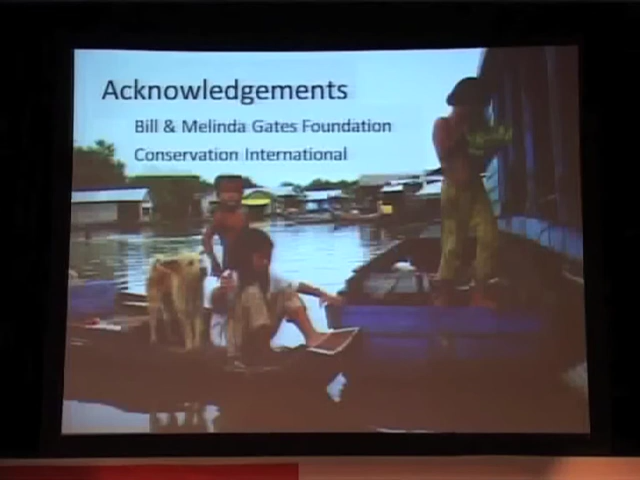 Acknowledgements
Bill & Melinda Gates Foundation
Conservation International